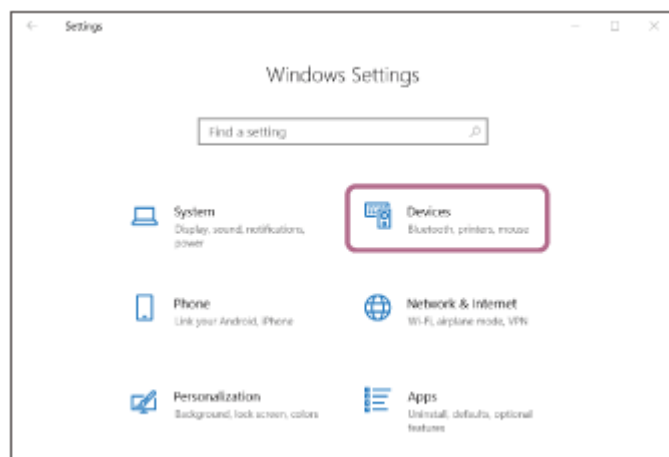 Settings
Windows Settings
Find a setting
System
Display, sound, notifications,
power
Devices
Bluetooth, printers, mouse
Phone
Link your Android, iPhone
Network & Internet
Wi-Fi, airplane mode, VPN
Personalization
Background, lock screen, colors
Apps
Uninstall, defaults, optional
features